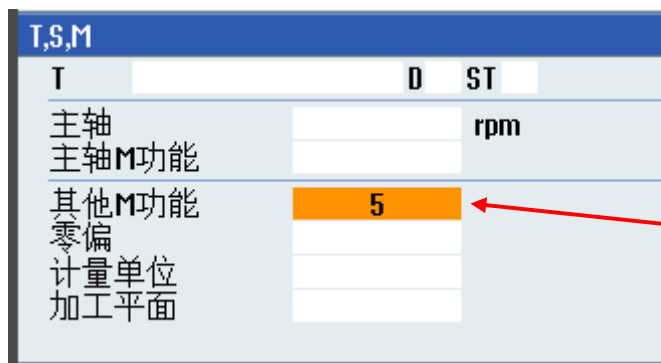 T,S,M
T D ST
主轴 rpm
主轴M功能
其他M功能 5
零偏
计量单位
加工平面